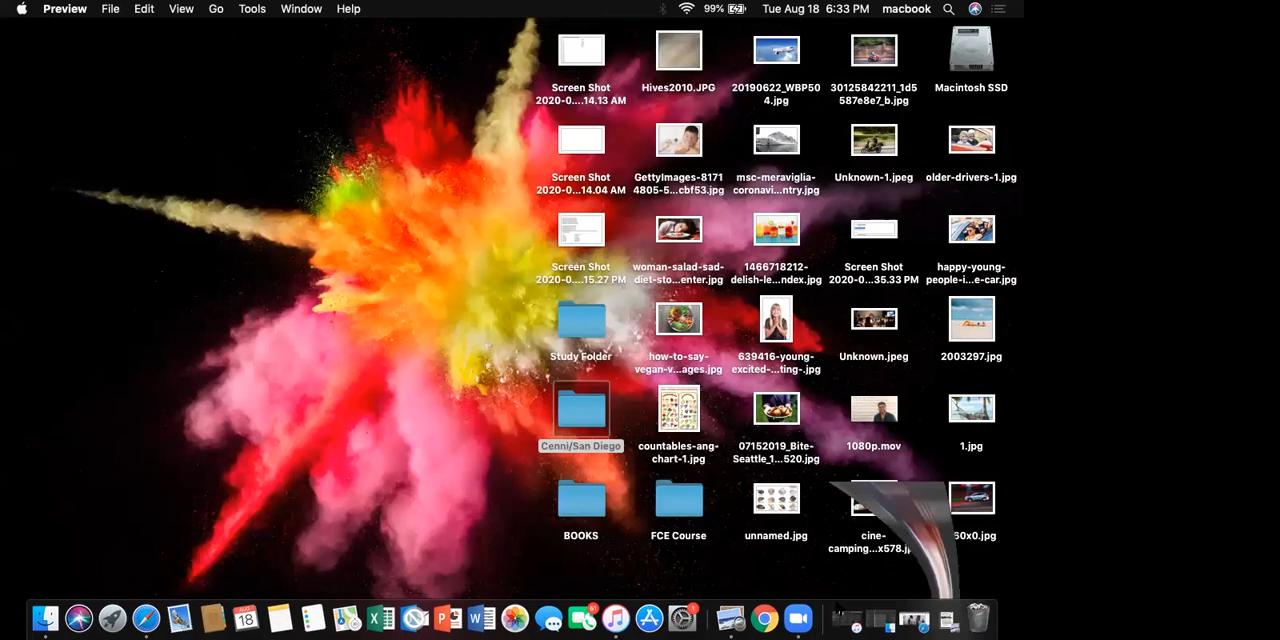 Preview File Edit View Go Tools Window Help 99% Tue Aug 18 6:33 PM macbook
Screen Shot
2020-0....14.13 AM
Hives2010.JPG
20190622_WBP50
4.jpg
30125842211_1d5
587e8e7_b.jpg
Macintosh SSD
Screen Shot
2020-0....14.04 AM
GettyImages-8171
4805-5...cbf53.jpg
msc-meraviglia-
coronavi...ntry.jpg
Unknown-1.jpeg
older-drivers-1.jpg
Screen Shot
2020-0....15.27 PM
woman-salad-sad-
diet-sto...enter.jpg
1466718212-
delish-le...ndex.jpg
Screen Shot
2020-0...35.33 PM
happy-young-
people-i...e-car.jpg
Study Folder
how-to-say-
vegan-v...ages.jpg
639416-young-
excited-...ting-.jpg
Unknown.jpeg
2003297.jpg
Cenni/San Diego
countables-ang-
chart-1.jpg
07152019_Bite-
Seattle_1...520.jpg
1080p.mov
1.jpg
BOOKS
FCE Course
unnamed.jpg
cine-
camping...x578.jp
60x0.jpg
AUG
18
61
1